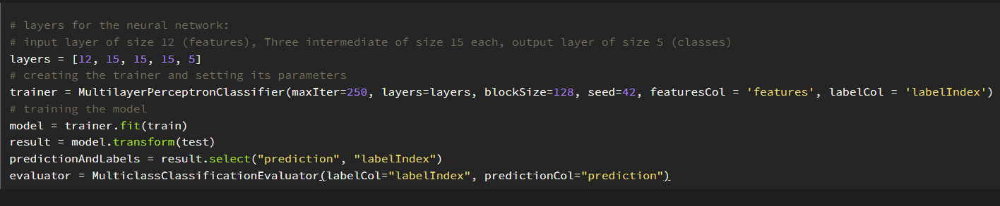 # layers for the neural network:
# input layer of size 12 (features), Three intermediate of size 15 each, output layer of size 5 (classes)
layers = [12, 15, 15, 15, 5]
# creating the trainer and setting its parameters
trainer = MultilayerPerceptronClassifier(maxIter=250, layers=layers, blockSize=128, seed=42, featuresCol = 'features', labelCol = 'labelIndex')
# training the model
model = trainer.fit(train)
result = model.transform(test)
predictionAndLabels = result.select("prediction", "labelIndex")
evaluator = MulticlassClassificationEvaluator(labelCol="labelIndex", predictionCol="prediction")